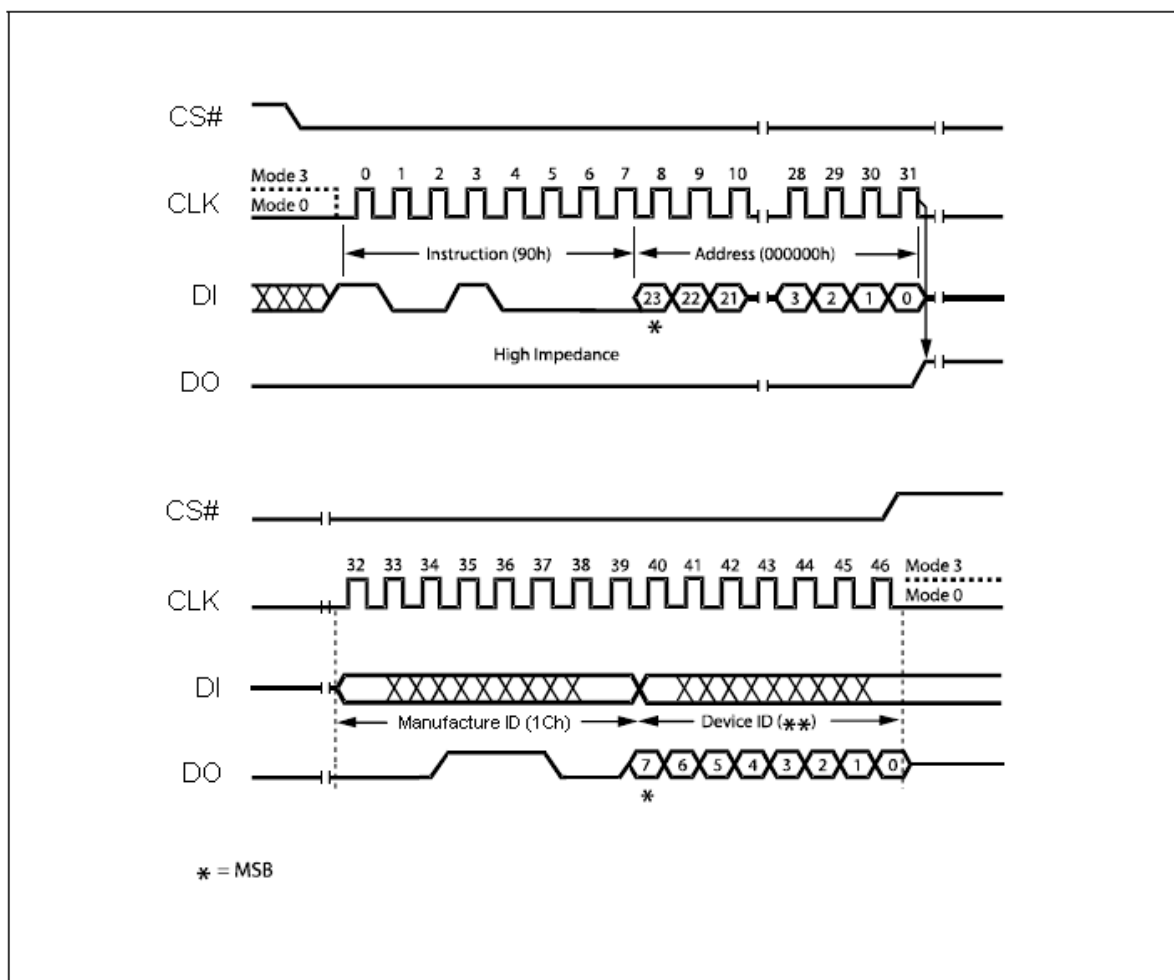 CS#
Mode 3
Mode 0
CLK
0 1 2 3 4 5 6 7 8 9 10 28 29 30 31
Instruction (90h)
Address (000000h)
DI
23 22 21 3 2 1 0
*
High Impedance
DO
CS#
32 33 34 35 36 37 38 39 40 41 42 43 44 45 46
Mode 3
Mode 0
CLK
DI
Manufacture ID (1Ch)
Device ID (**)
DO
7 6 5 4 3 2 1 0
*
* = MSB